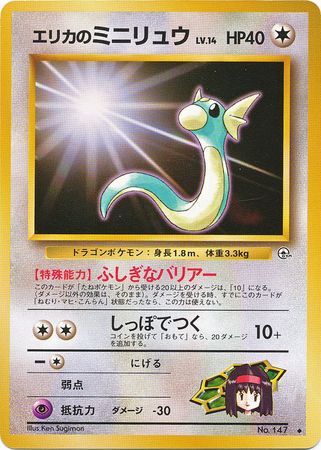 エリカのミニリュウ LV.14 HP40
ドラゴンポケモン:身長1.8m、体重3.3kg
【特殊能力】ふしぎなバリアー
このカードが「たねポケモン」から受ける20以上のダメージは、「10」になる。
(ダメージ以外の効果は、そのまま)。ダメージを受ける時、すでにこのカードが
「ねむり・マヒ・こんらん」状態だったなら、この力は使えない。
しっぽでつく 10+
コインを投げて「おもて」なら、20ダメージ
を追加する。
にげる
弱点
抵抗力 ダメージ -30
Illus. Ken Sugimori
No. 147